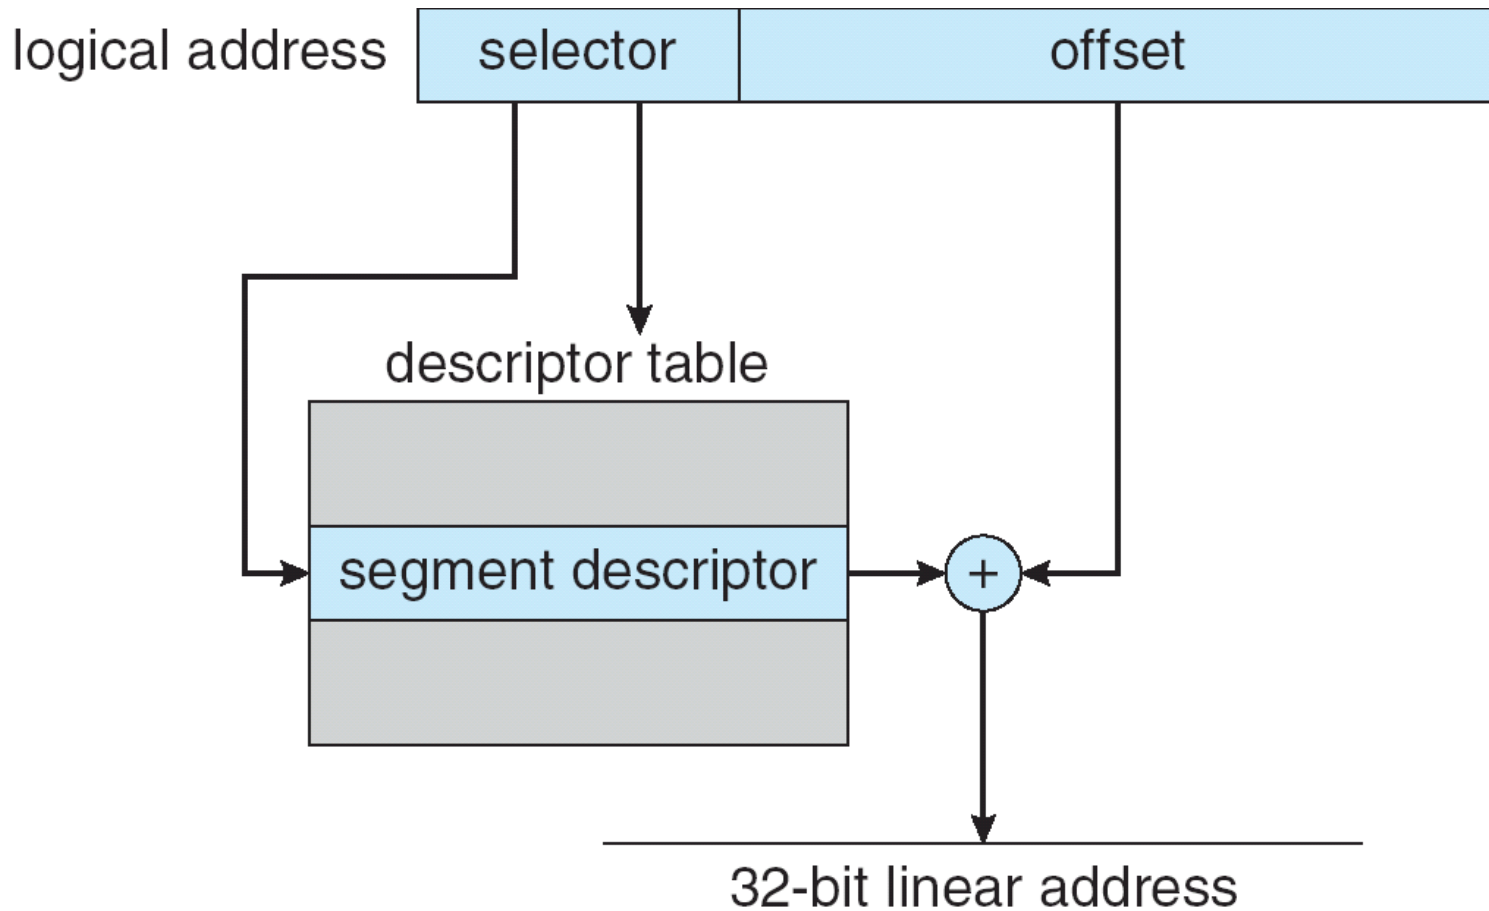 logical address selector offset
descriptor table
segment descriptor +
32-bit linear address